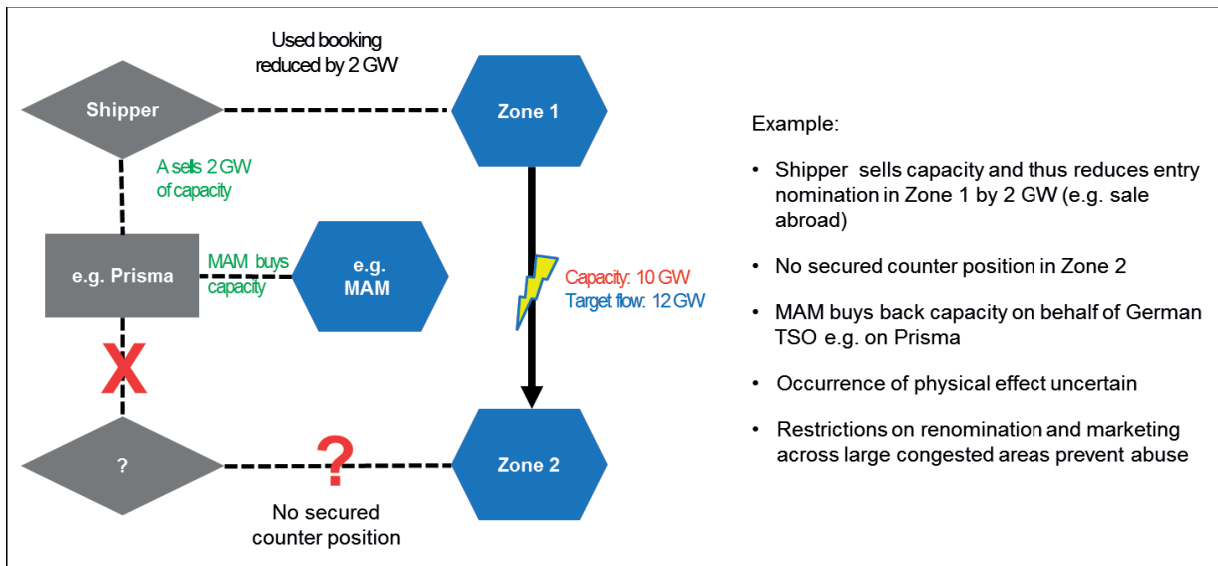 Used booking
reduced by 2 GW
Shipper
Zone 1
A sells 2 GW
of capacity
e.g. Prisma
MAM buys
capacity
e.g.
MAM
Capacity: 10 GW
Target flow: 12 GW
X
?
?
Zone 2
No secured
counter position
Example:
• Shipper sells capacity and thus reduces entry
nomination in Zone 1 by 2 GW (e.g. sale
abroad)
• No secured counter position in Zone 2
• MAM buys back capacity on behalf of German
TSO e.g. on Prisma
• Occurrence of physical effect uncertain
• Restrictions on renomination and marketing
across large congested areas prevent abuse